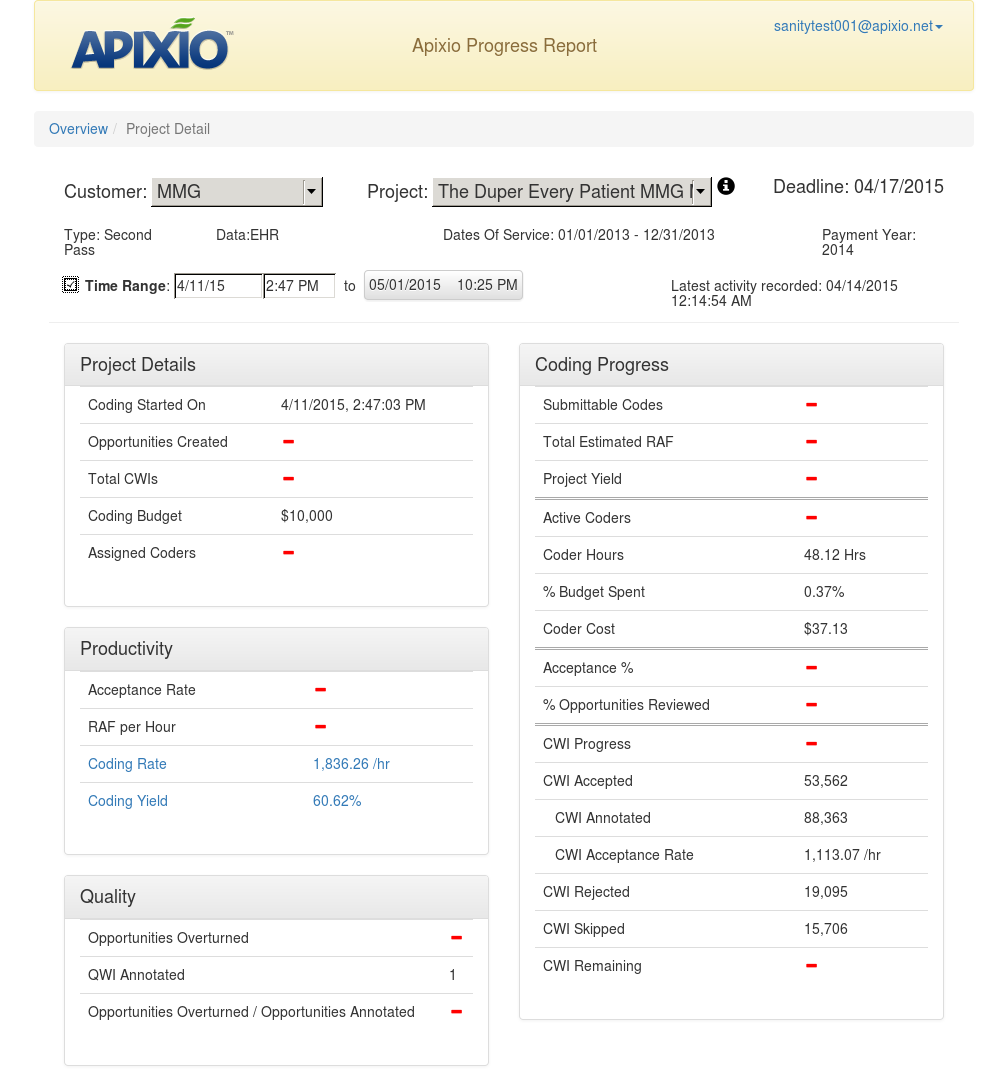 APIXIO™
Apixio Progress Report
sanitytest001@apixio.net
Overview / Project Detail
Customer: MMG
Project: The Duper Every Patient MMG
Deadline: 04/17/2015
Type: Second
Pass
Data:EHR
Dates Of Service: 01/01/2013 - 12/31/2013
Payment Year:
2014
Time Range: 4/11/15 2:47 PM to 05/01/2015 10:25 PM
Latest activity recorded: 04/14/2015
12:14:54 AM
Project Details
Coding Started On 4/11/2015, 2:47:03 PM
Opportunities Created
Total CWIs
Coding Budget $10,000
Assigned Coders
Productivity
Acceptance Rate
RAF per Hour
Coding Rate 1,836.26 /hr
Coding Yield 60.62%
Quality
Opportunities Overturned
QWI Annotated 1
Opportunities Overturned / Opportunities Annotated
Coding Progress
Submittable Codes
Total Estimated RAF
Project Yield
Active Coders
Coder Hours 48.12 Hrs
% Budget Spent 0.37%
Coder Cost $37.13
Acceptance %
% Opportunities Reviewed
CWI Progress
CWI Accepted 53,562
CWI Annotated 88,363
CWI Acceptance Rate 1,113.07 /hr
CWI Rejected 19,095
CWI Skipped 15,706
CWI Remaining